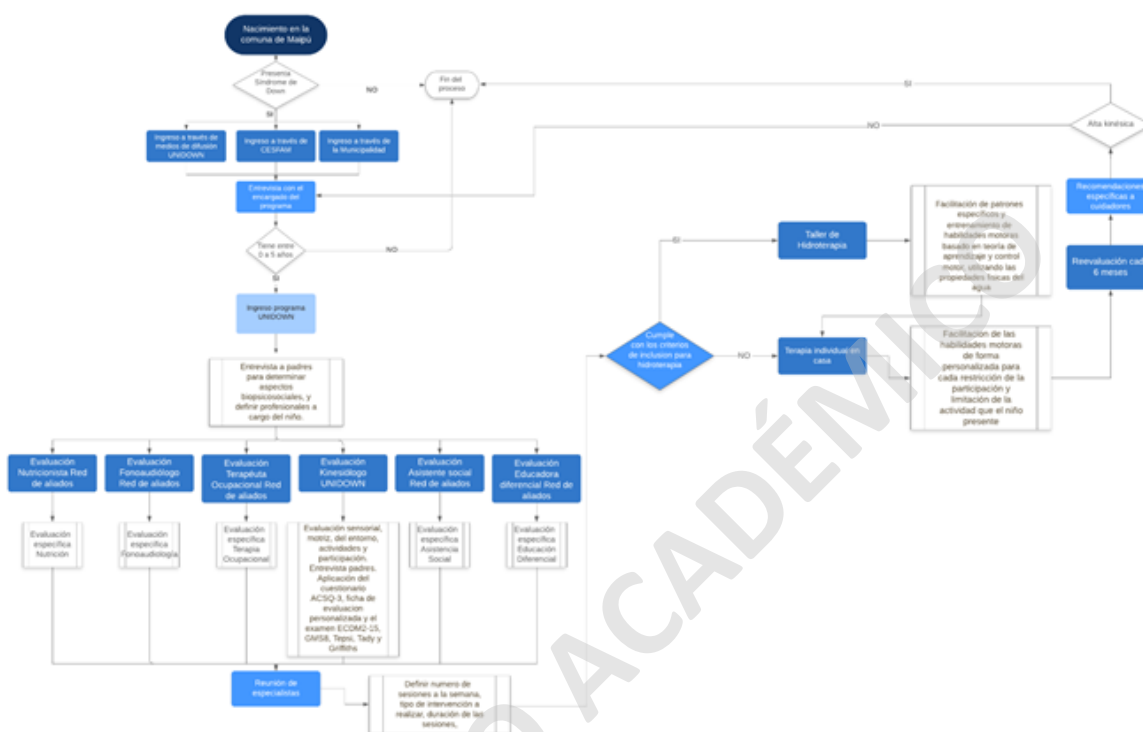 Nacimiento en la
comuna de Maipú
Presenta
Síndrome de
Down
NO
Fin del
proceso
SI
SI
Ingreso a través de
medios de difusión
UNIDOWN
Ingreso a través de
CESFAM
Ingreso a través de
la Municipalidad
NO
Alta kinésica
Entrevista con el
encargado del
programa
Recomendaciones
específicas a
cuidadores
Tiene entre
0 a 5 años
NO
SI
SI
Taller de
Hidroterapia
Facilitación de patrones
específicos y
entrenamiento de
habilidades motoras
basado en teoría de
aprendizaje y control
motor, utilizando las
propiedades físicas del
agua
Reevaluación cada
6 meses
Ingreso programa
UNIDOWN
Cumple
con los criterios
de inclusion para
hidroterapia
NO
Terapia individual en
casa
Facilitación de las
habilidades motoras
de forma
personalizada para
cada restricción de la
participación y
limitación de la
actividad que el niño
presente
Entrevista a padres
para determinar
aspectos
biopsicosociales, y
definir profesionales a
cargo del niño.
Evaluación
Nutricionista Red
de aliados
Evaluación
Fonoaudiólogo
Red de aliados
Evaluación
Terapéuta
Ocupacional Red
de aliados
Evaluación
Kinesiólogo
UNIDOWN
Evaluación
Asistente social
Red de aliados
Evaluación
Educadora
diferencial Red de
aliados
Evaluación
específica
Nutrición
Evaluación
específica
Fonoaudiología
Evaluación
específica
Terapia
Ocupacional
Evaluación sensorial,
motriz, del entorno,
actividades y
participación.
Entrevista padres.
Aplicación del
cuestionario
ACSQ-3, ficha de
evaluacion
personalizada y el
examen ECDM2-15,
GMS8, Tepsi, Tady y
Griffiths
Evaluación
específica
Asistencia
Social
Evaluación
específica
Educación
Diferencial
Reunión de
especialistas
Definir numero de
sesiones a la semana,
tipo de intervención a
realizar, duración de las
sesiones,
O ACADÉMICO